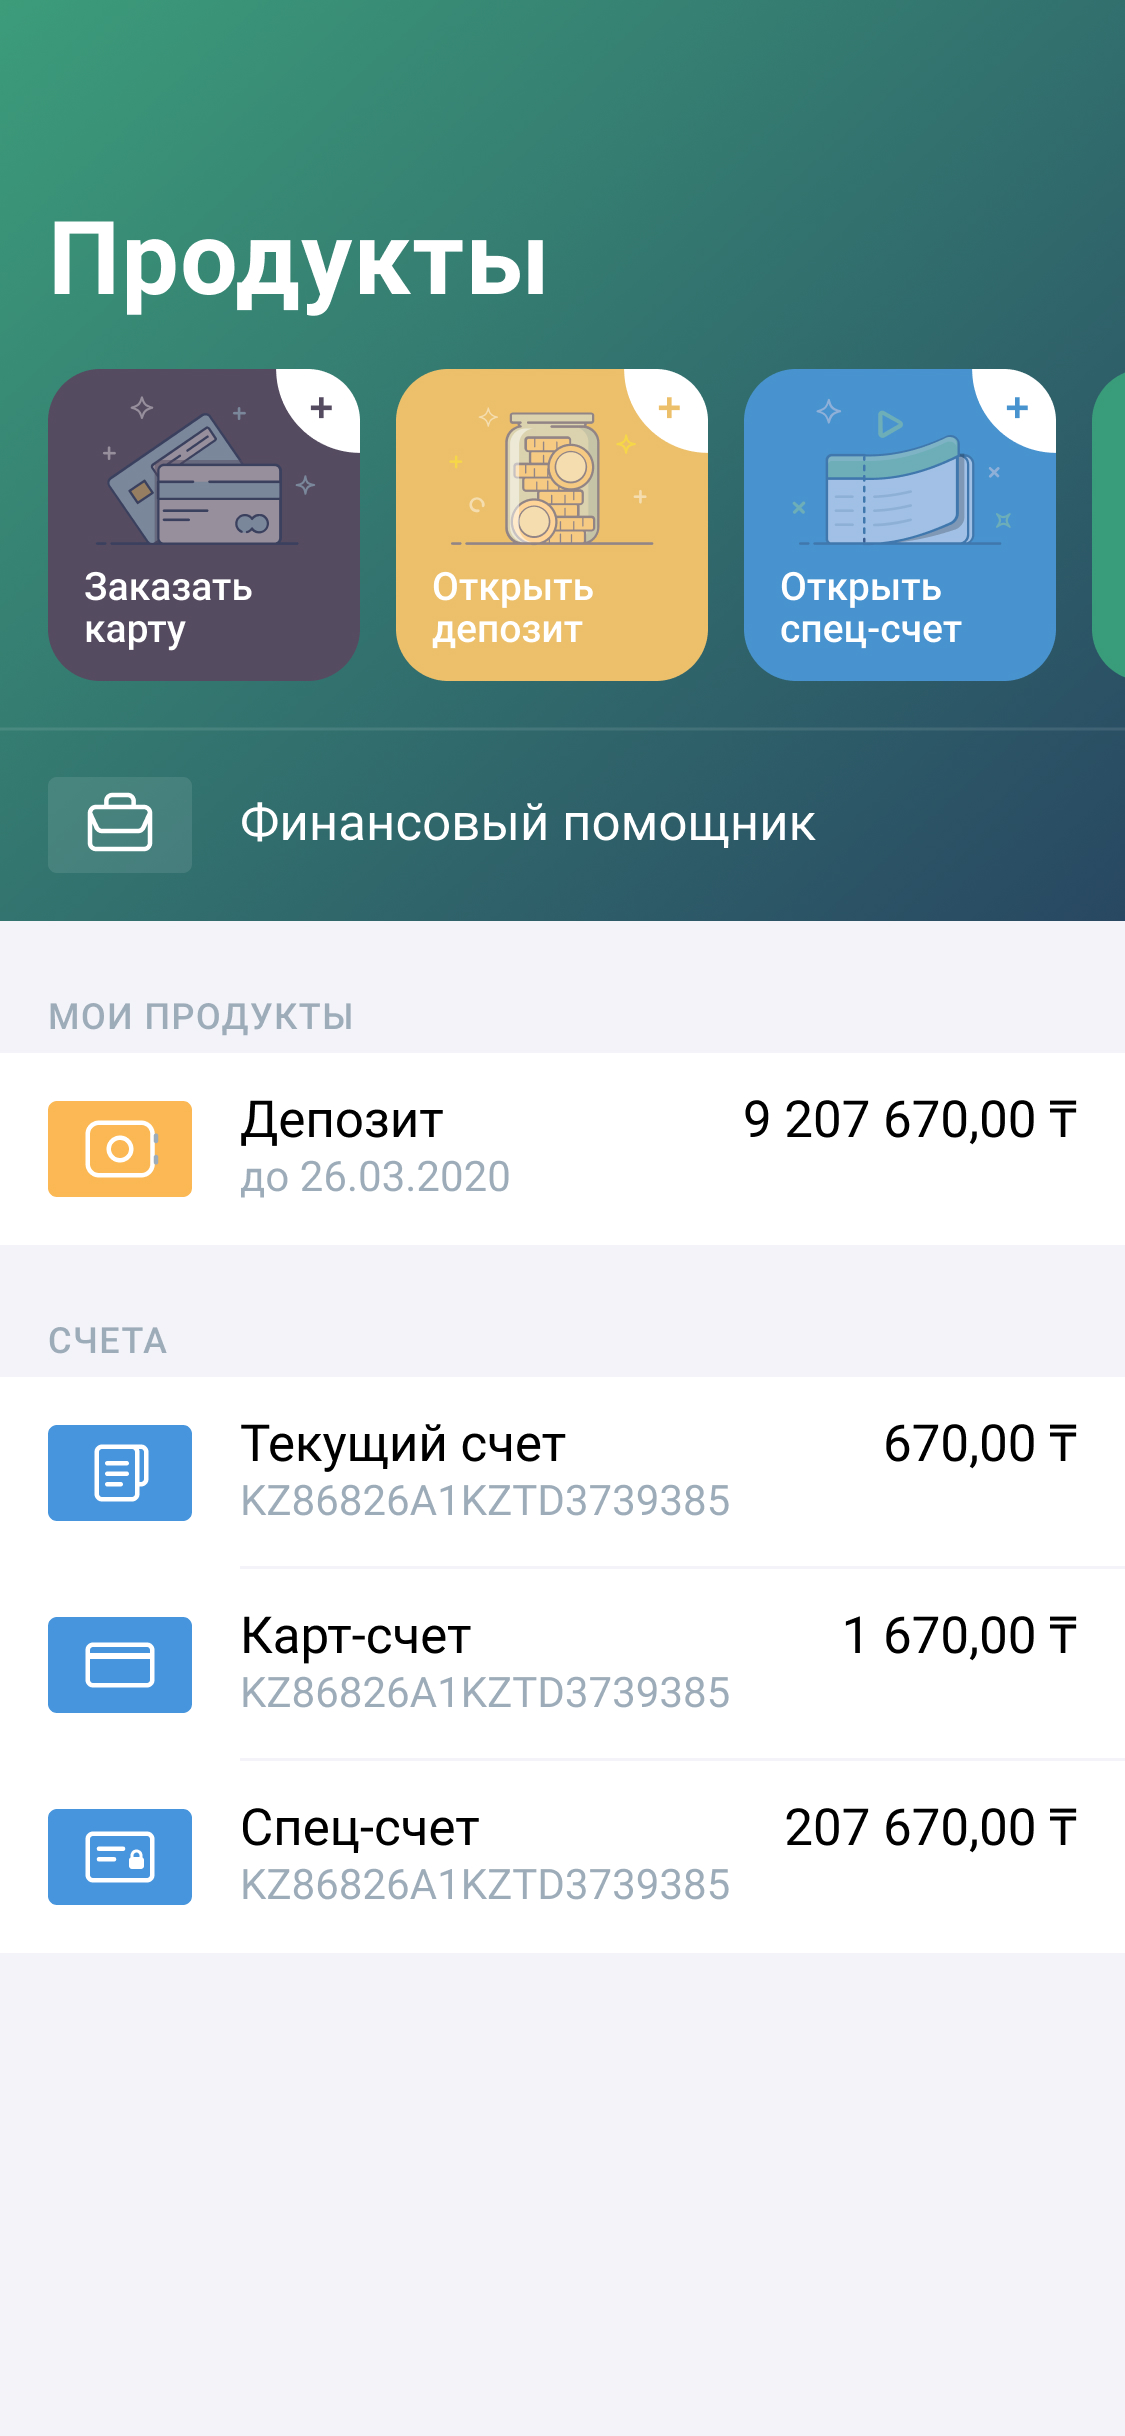 Продукты
Заказать
карту
Открыть
депозит
Открыть
спец-счет
Финансовый помощник
МОИ ПРОДУКТЫ
Депозит 9 207 670,00 ₸
до 26.03.2020
СЧЕТА
Текущий счет 670,00 ₸
KZ86826A1KZTD3739385
Карт-счет 1 670,00 ₸
KZ86826A1KZTD3739385
Спец-счет 207 670,00 ₸
KZ86826A1KZTD3739385